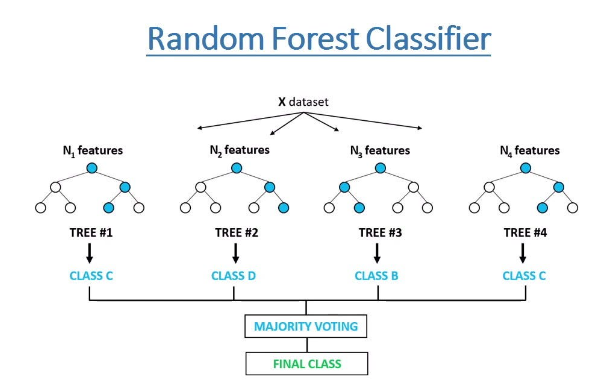 Random Forest Classifier
X dataset
N₁ features N₂ features N₃ features N₄ features
TREE #1 TREE #2 TREE #3 TREE #4
CLASS C CLASS D CLASS B CLASS C
MAJORITY VOTING
FINAL CLASS